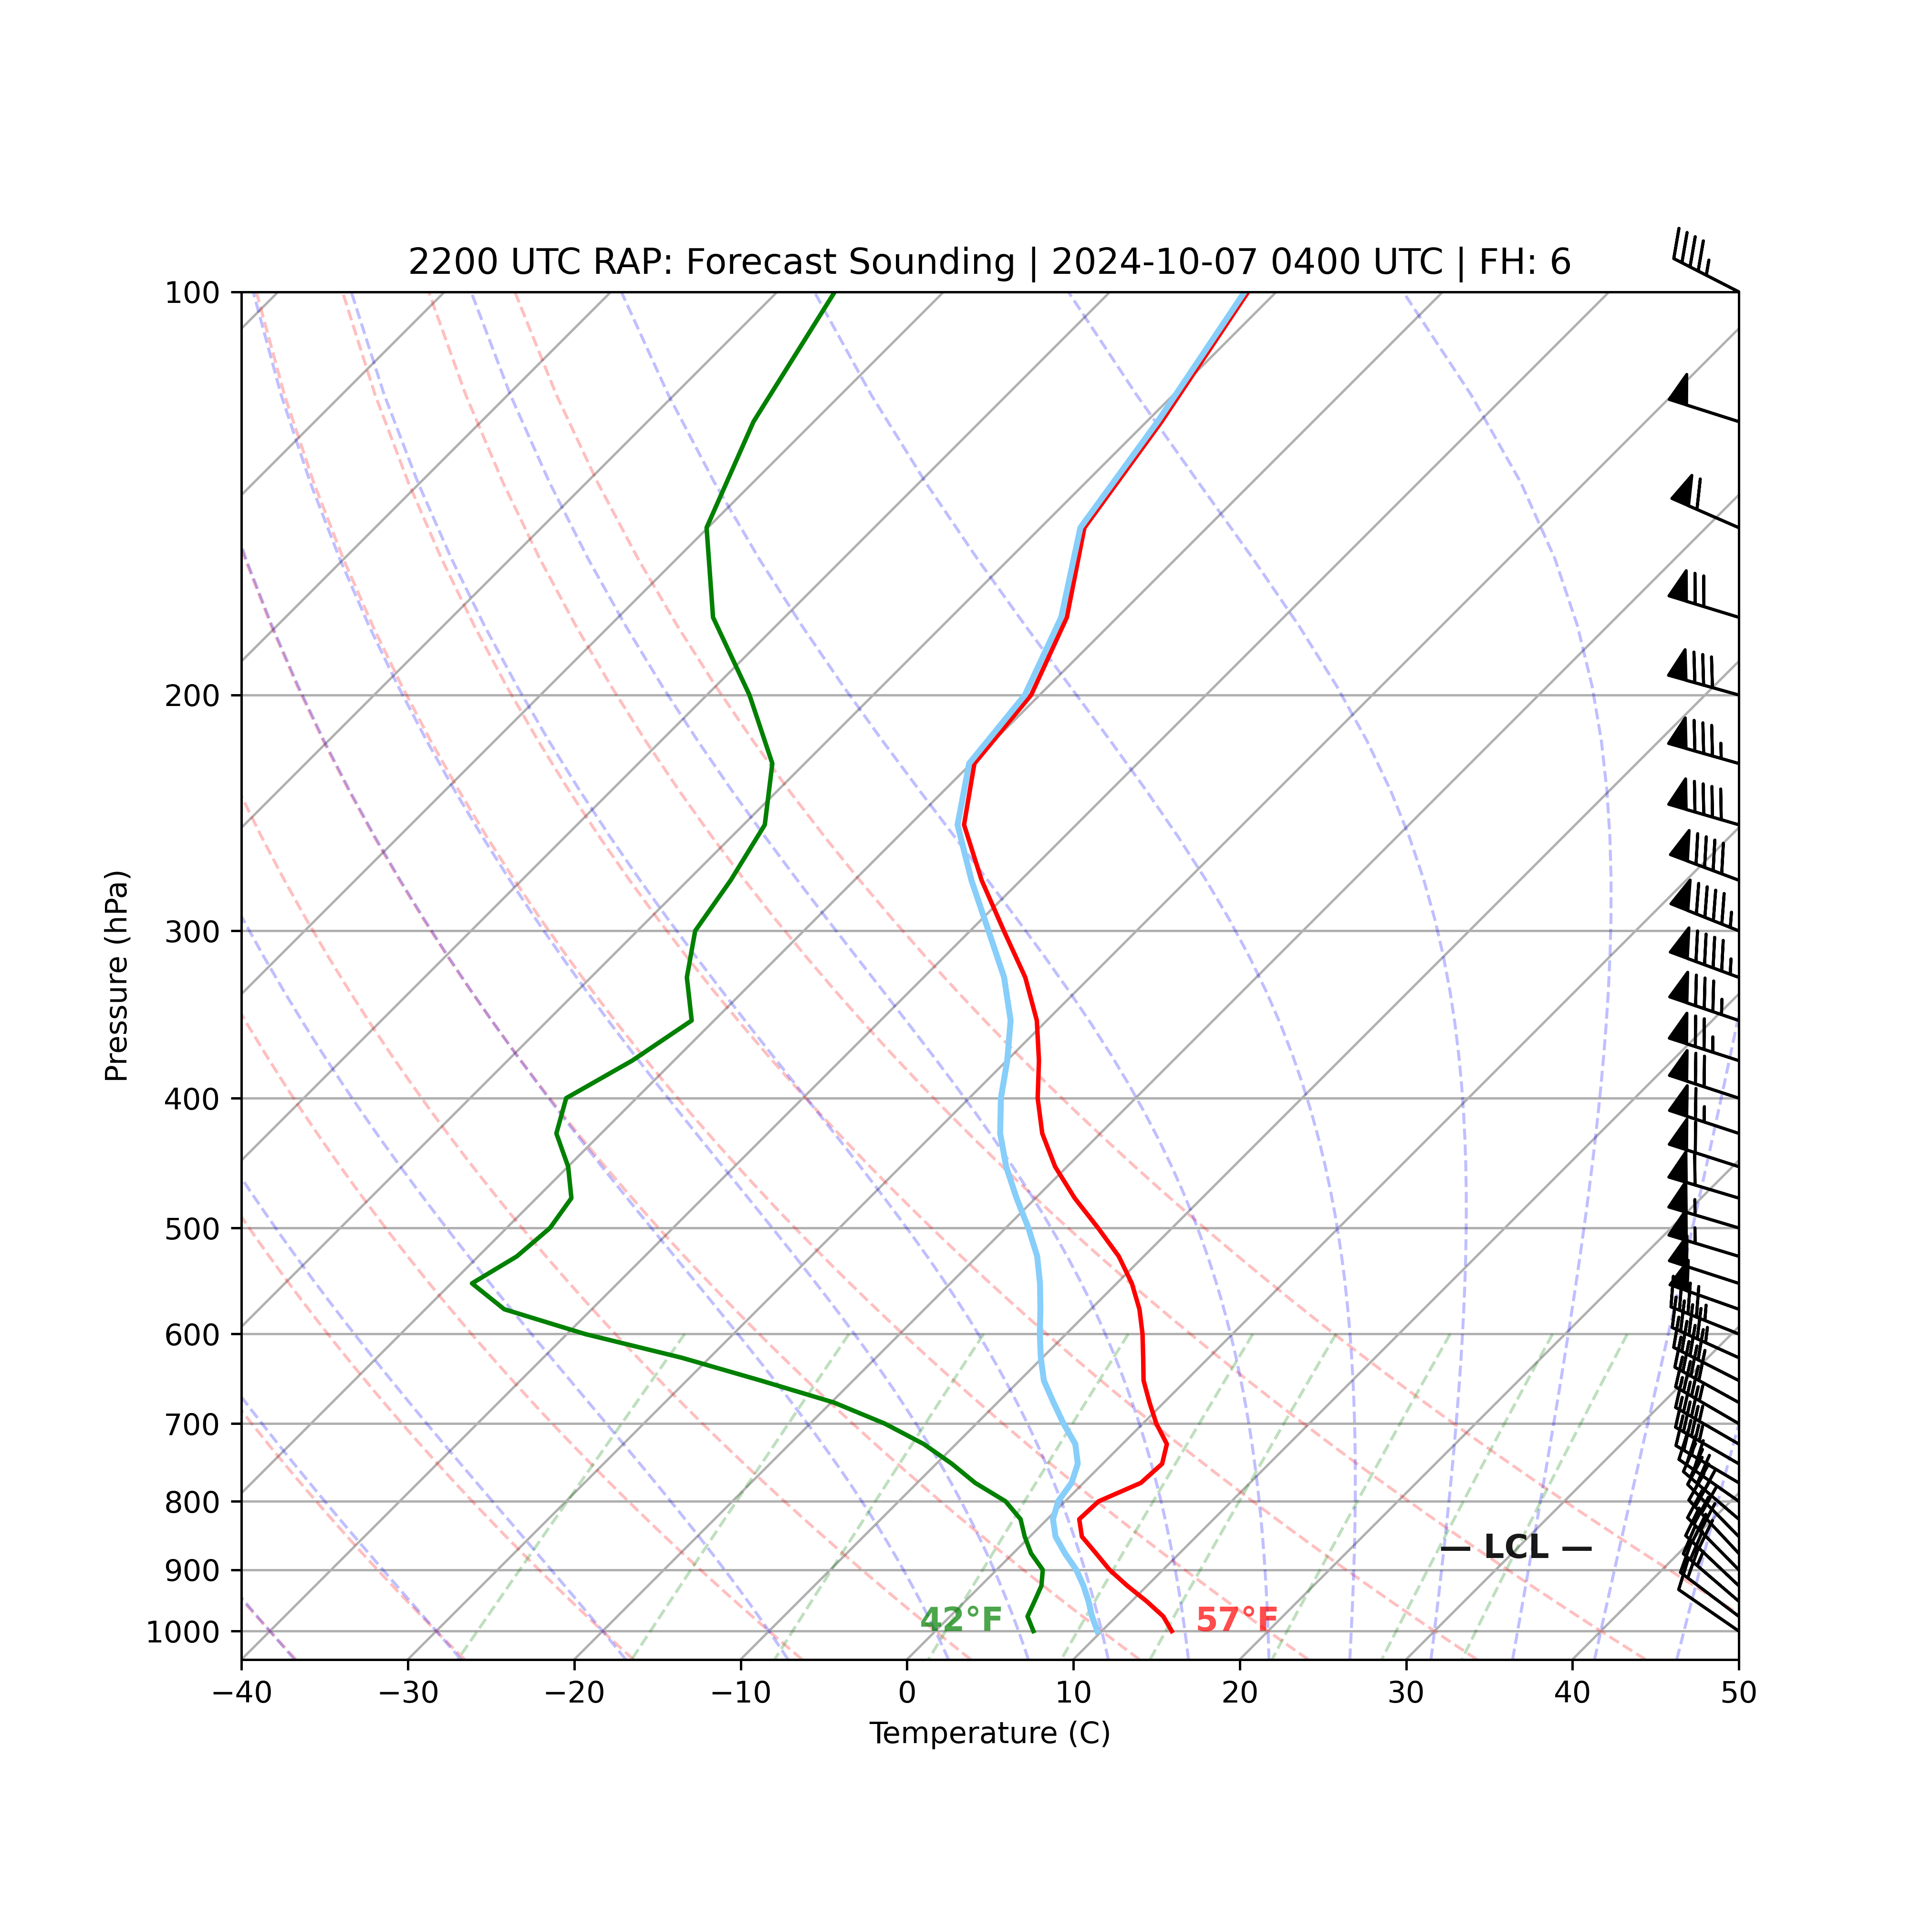 2200 UTC RAP: Forecast Sounding | 2024-10-07 0400 UTC | FH: 6
100
200
300
400
500
600
700
800
900
1000
Pressure (hPa)
— LCL —
42°F
57°F
−40 −30 −20 −10 0 10 20 30 40 50
Temperature (C)